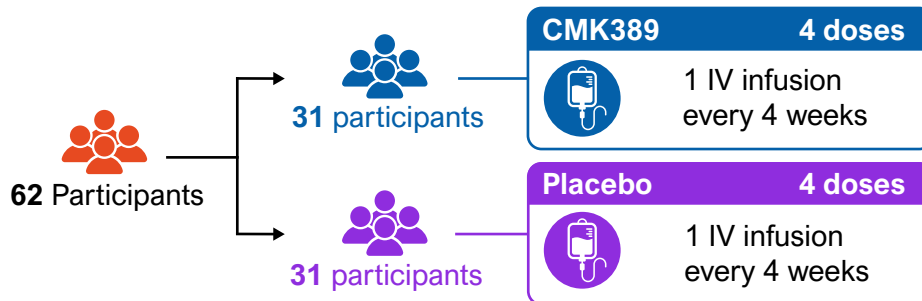 62 Participants
31 participants
CMK389 4 doses
1 IV infusion
every 4 weeks
31 participants
Placebo 4 doses
1 IV infusion
every 4 weeks